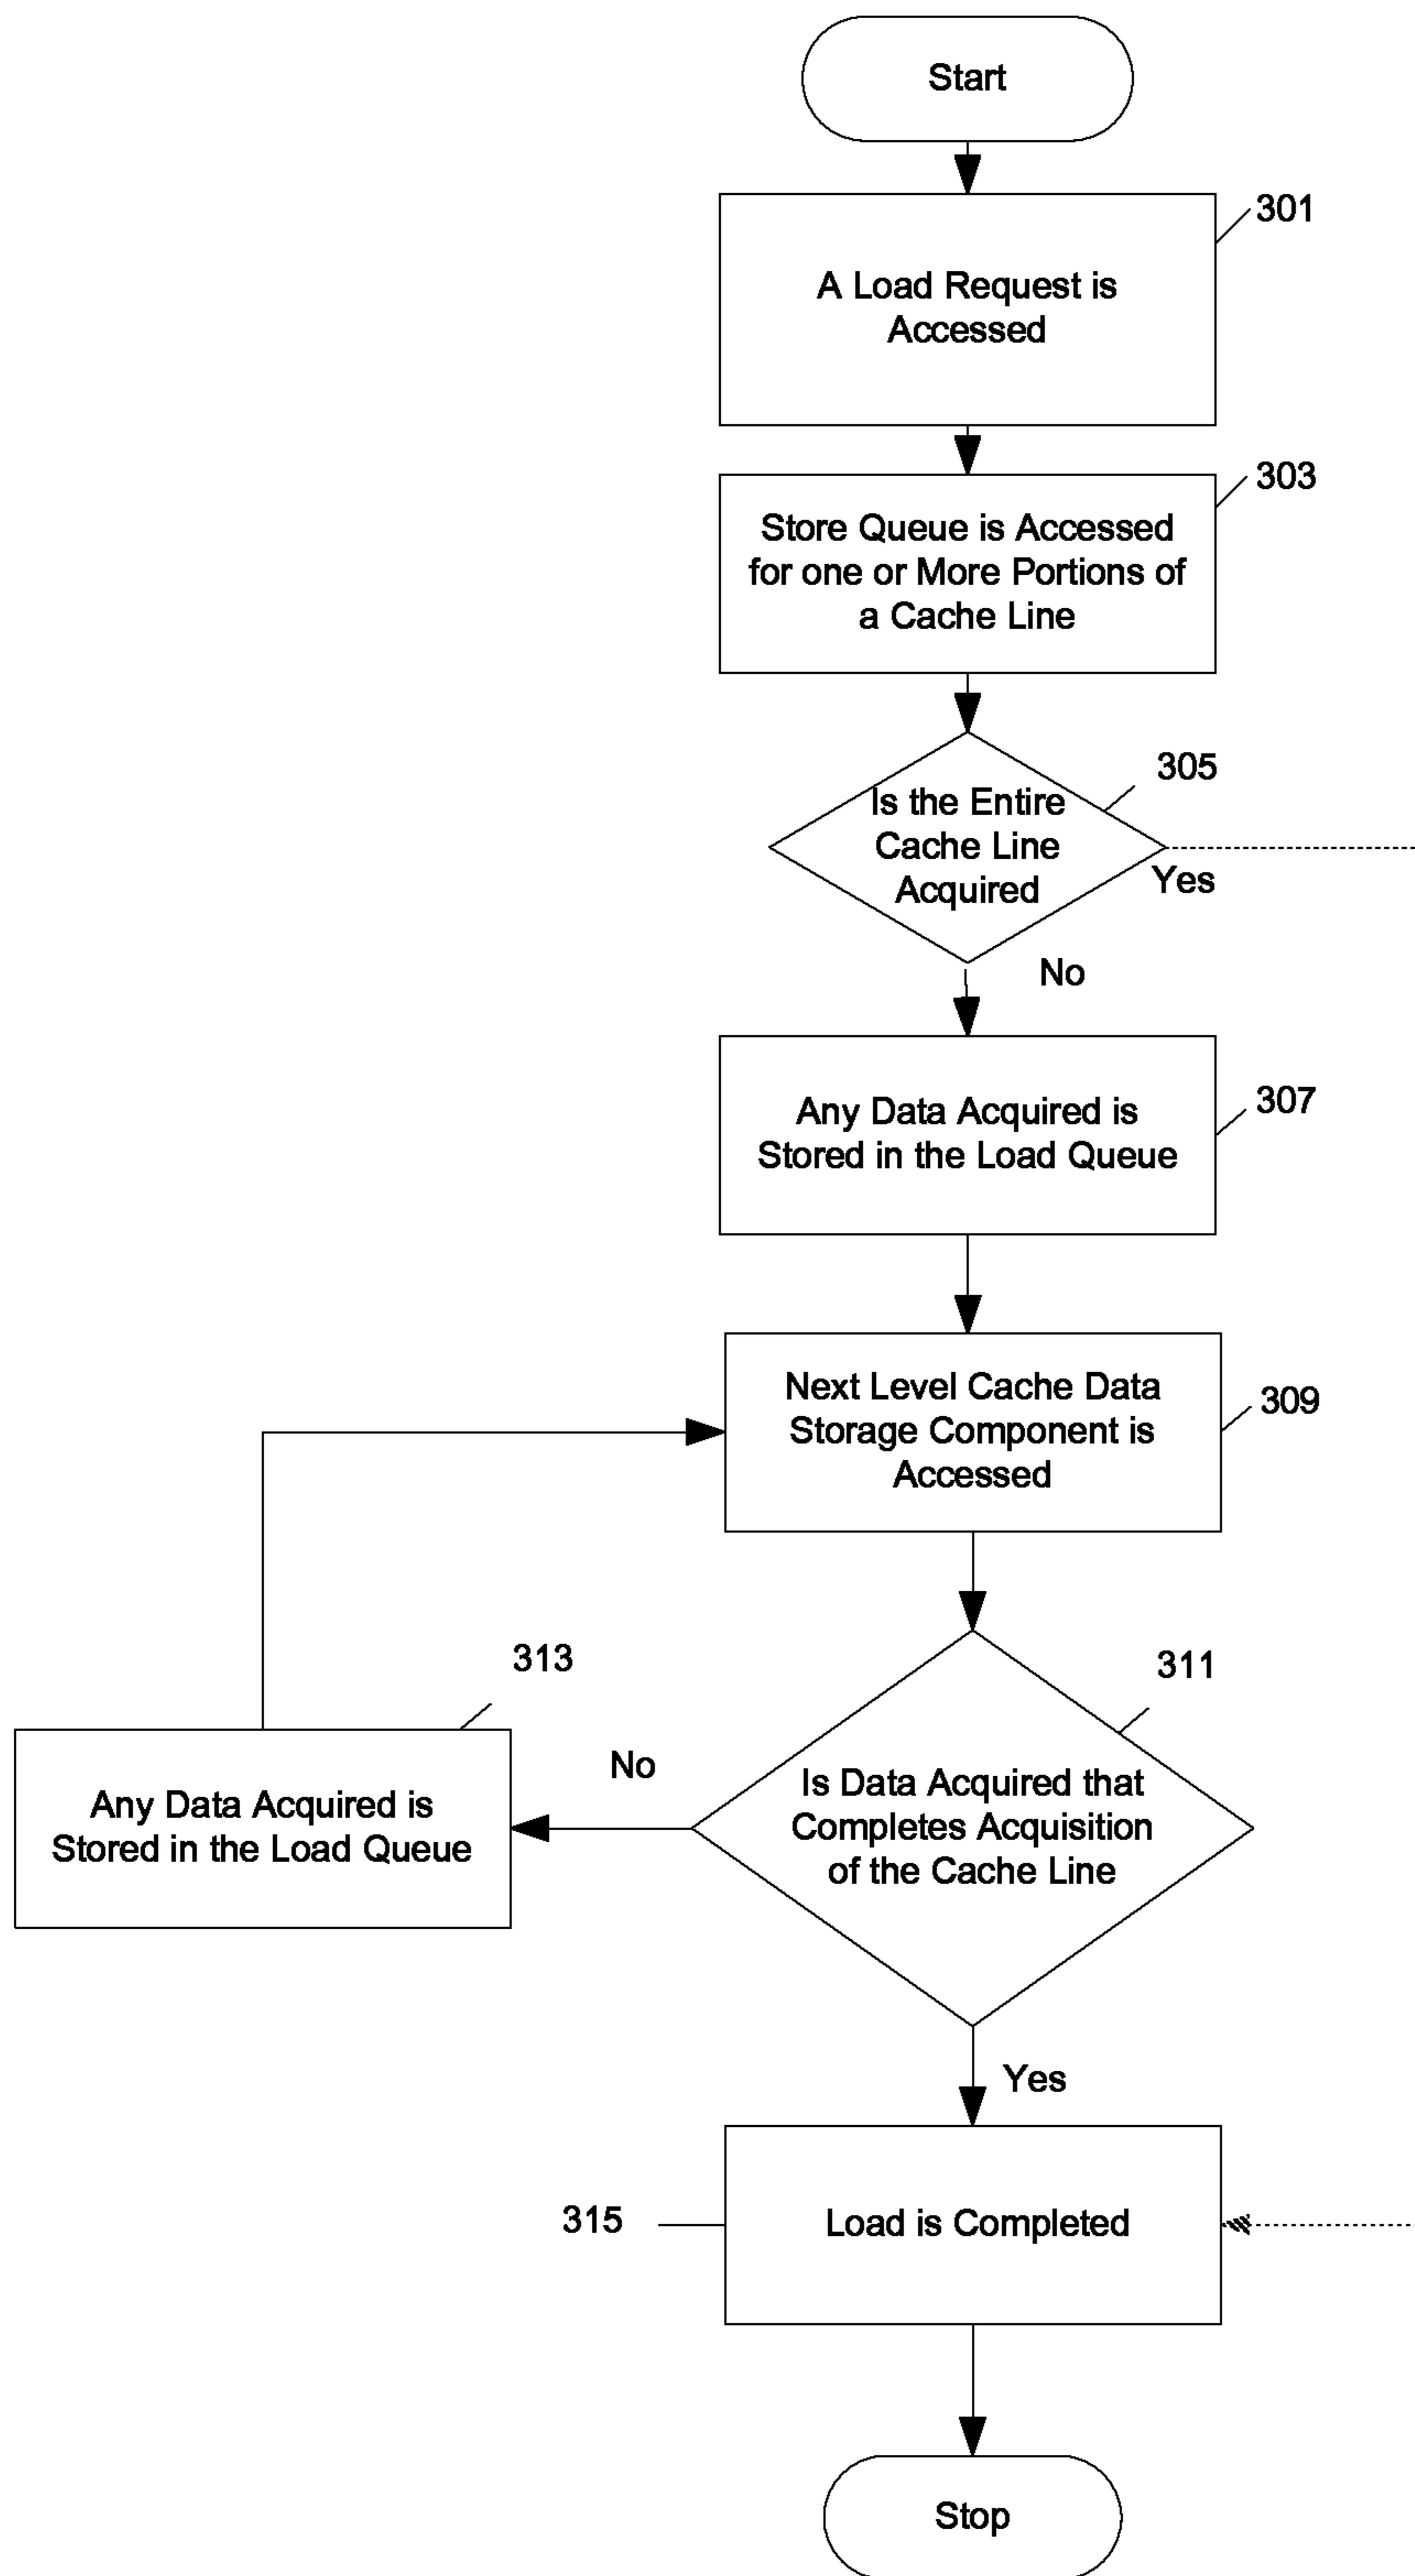 Start
301
A Load Request is
Accessed
303
Store Queue is Accessed
for one or More Portions of
a Cache Line
305
Is the Entire
Cache Line
Acquired
Yes
No
307
Any Data Acquired is
Stored in the Load Queue
309
Next Level Cache Data
Storage Component is
Accessed
313
311
No
Is Data Acquired that
Completes Acquisition
of the Cache Line
Any Data Acquired is
Stored in the Load Queue
Yes
315
Load is Completed
Stop